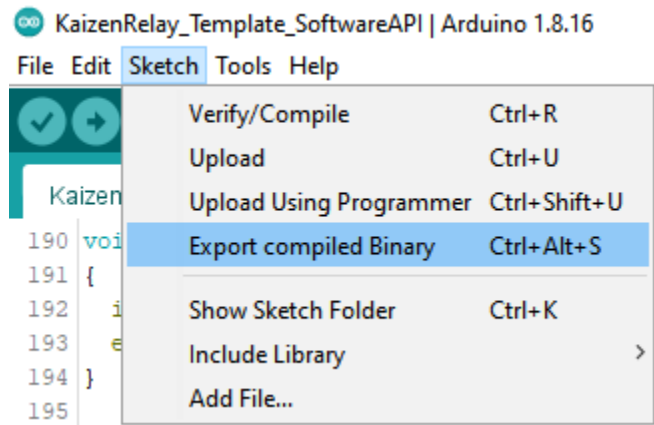 KaizenRelay_Template_SoftwareAPI | Arduino 1.8.16
File Edit Sketch Tools Help
Verify/Compile Ctrl+R
Upload Ctrl+U
Kaizen Upload Using Programmer Ctrl+Shift+U
190 voi Export compiled Binary Ctrl+Alt+S
191 {
192 i Show Sketch Folder Ctrl+K
193 e Include Library >
194 } Add File...
195